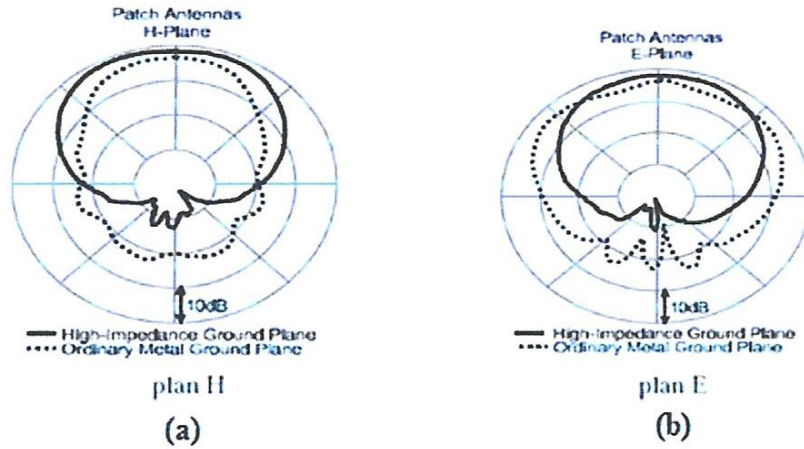 Patch Antennas
H-Plane
10dB
High-Impedance Ground Plane
Ordinary Metal Ground Plane
plan H
(a)
Patch Antennas
E-Plane
10dB
High-Impedance Ground Plane
Ordinary Metal Ground Plane
plan E
(b)